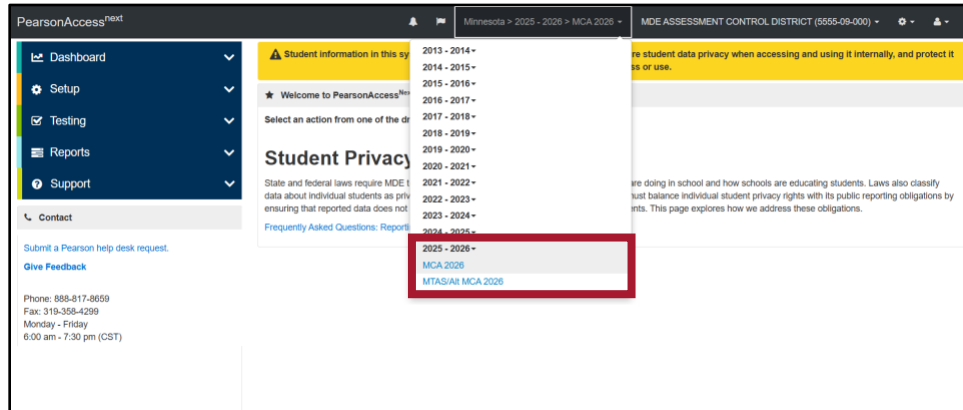 PearsonAccessnext
Minnesota > 2025 - 2026 > MCA 2026
MDE ASSESSMENT CONTROL DISTRICT (5555-09-000)
Dashboard
Setup
Testing
Reports
Support
Contact
Submit a Pearson help desk request.
Give Feedback
Phone: 888-817-8659
Fax: 319-358-4299
Monday - Friday
6:00 am - 7:30 pm (CST)
Student information in this sy
re student data privacy when accessing and using it internally, and protect it
ss or use.
Welcome to PearsonAccess
Select an action from one of the dr
Student Privacy
State and federal laws require MDE t
are doing in school and how schools are educating students. Laws also classify
data about individual students as priv
must balance individual student privacy rights with its public reporting obligations by
ensuring that reported data does not
nts. This page explores how we address these obligations.
Frequently Asked Questions: Reporti
2013 - 2014
2014 - 2015
2015 - 2016
2016 - 2017
2017 - 2018
2018 - 2019
2019 - 2020
2020 - 2021
2021 - 2022
2022 - 2023
2023 - 2024
2024 - 2025
2025 - 2026
MCA 2026
MTAS/Alt MCA 2026